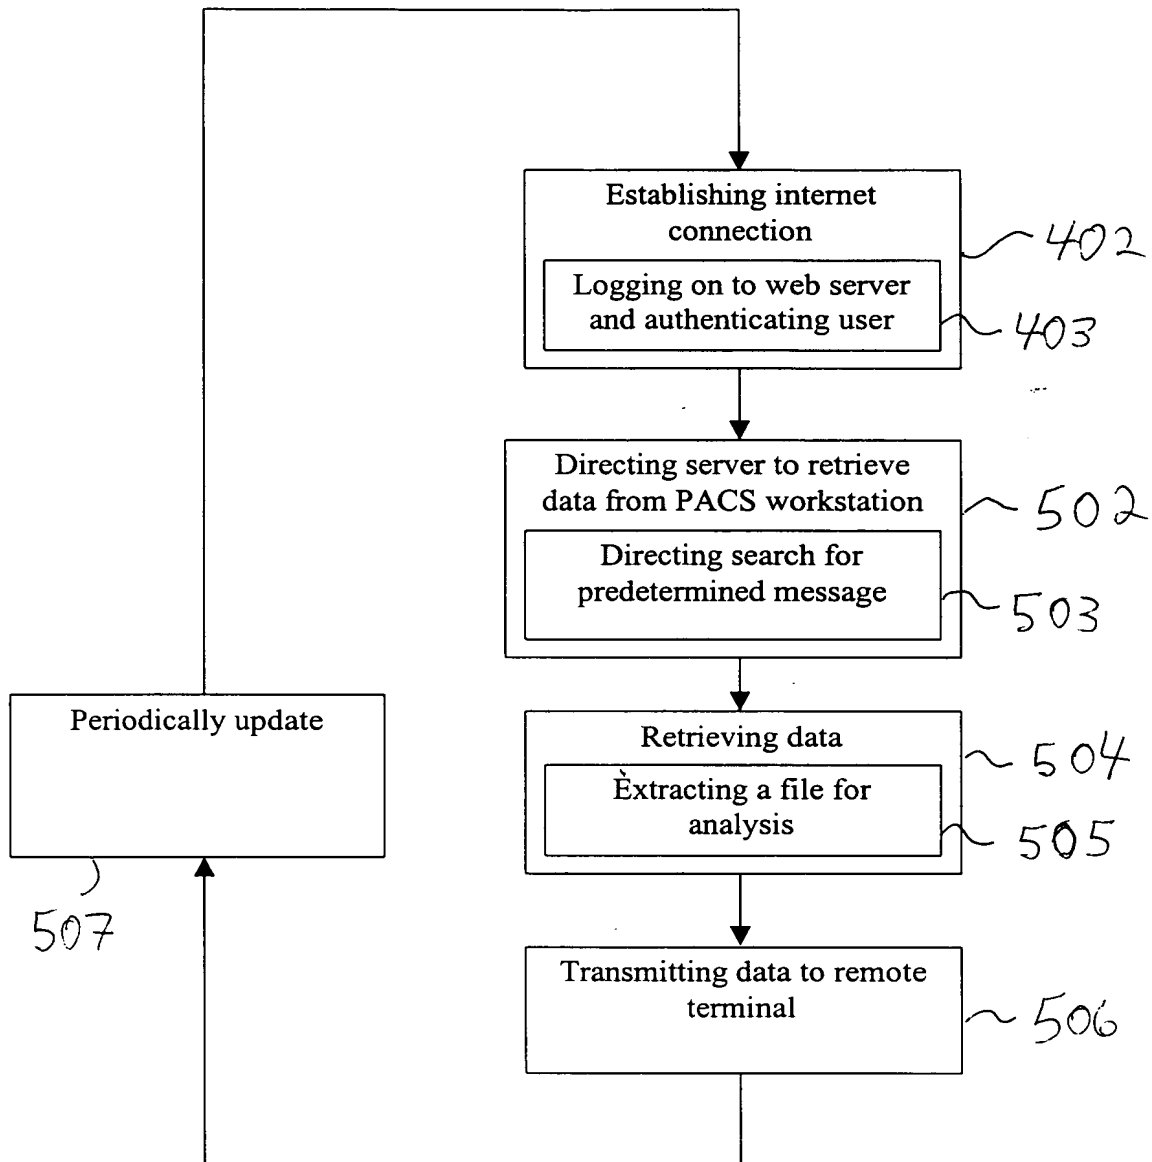 Establishing internet
connection
402
Logging on to web server
and authenticating user
403
Directing server to retrieve
data from PACS workstation
502
Directing search for
predetermined message
503
Periodically update
507
Retrieving data
504
Extracting a file for
analysis
505
Transmitting data to remote
terminal
506